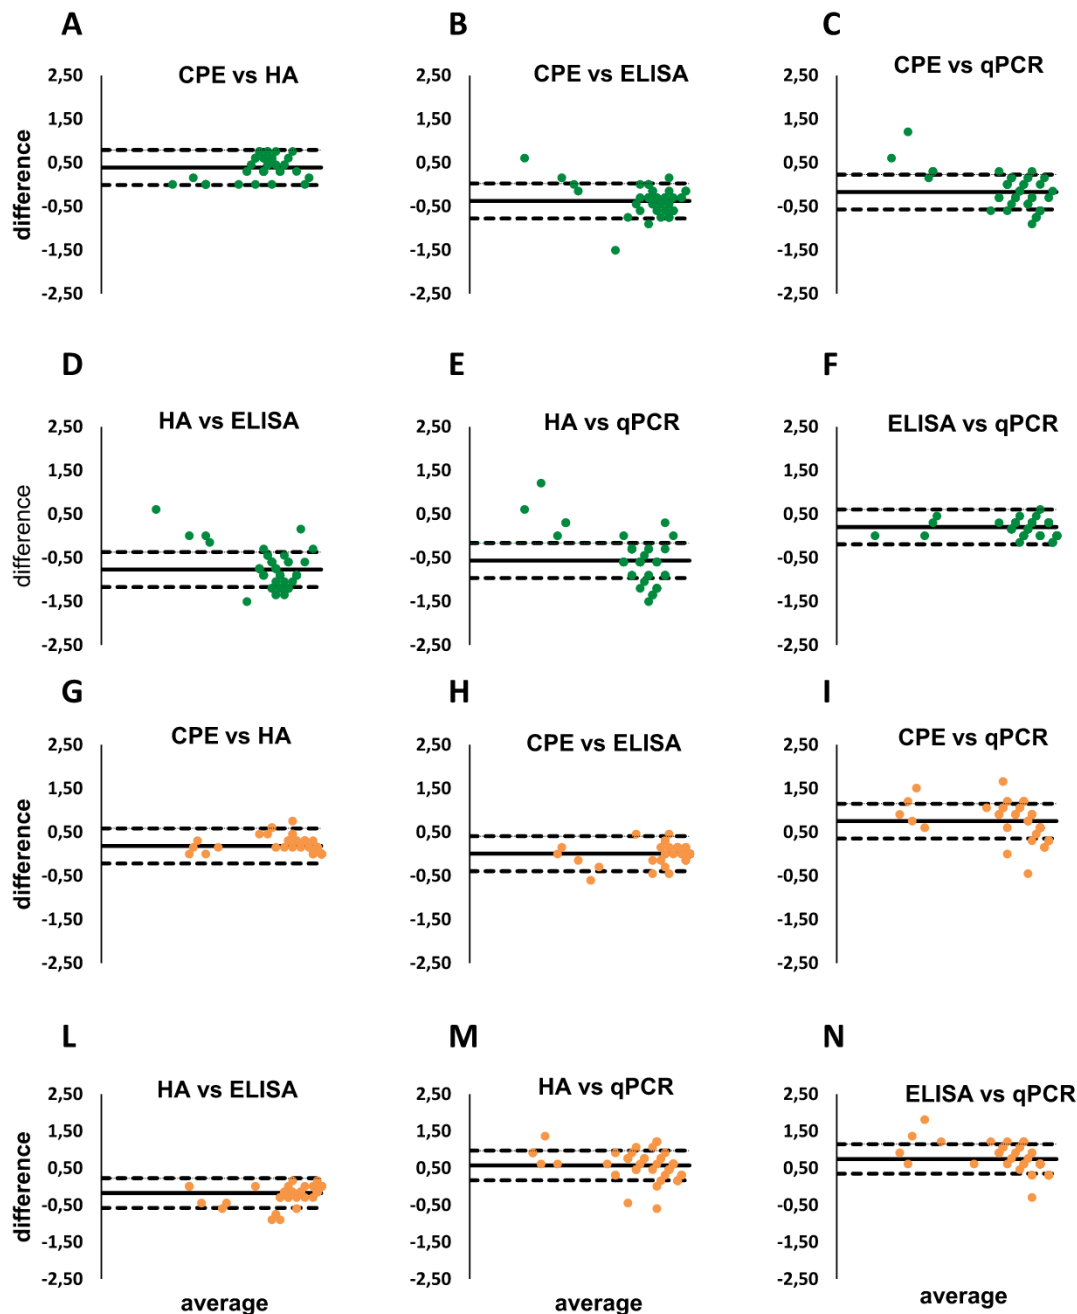 A
B
C
CPE vs HA
CPE vs ELISA
CPE vs qPCR
difference
2,50
1,50
0,50
-0,50
-1,50
-2,50
2,50
1,50
0,50
-0,50
-1,50
-2,50
2,50
1,50
0,50
-0,50
-1,50
-2,50
D
E
F
HA vs ELISA
HA vs qPCR
ELISA vs qPCR
difference
2,50
1,50
0,50
-0,50
-1,50
-2,50
2,50
1,50
0,50
-0,50
-1,50
-2,50
2,50
1,50
0,50
-0,50
-1,50
-2,50
G
H
I
CPE vs HA
CPE vs ELISA
CPE vs qPCR
difference
2,50
1,50
0,50
-0,50
-1,50
-2,50
2,50
1,50
0,50
-0,50
-1,50
-2,50
2,50
1,50
0,50
-0,50
-1,50
-2,50
L
M
N
HA vs ELISA
HA vs qPCR
ELISA vs qPCR
difference
2,50
1,50
0,50
-0,50
-1,50
-2,50
2,50
1,50
0,50
-0,50
-1,50
-2,50
2,50
1,50
0,50
-0,50
-1,50
-2,50
average
average
average